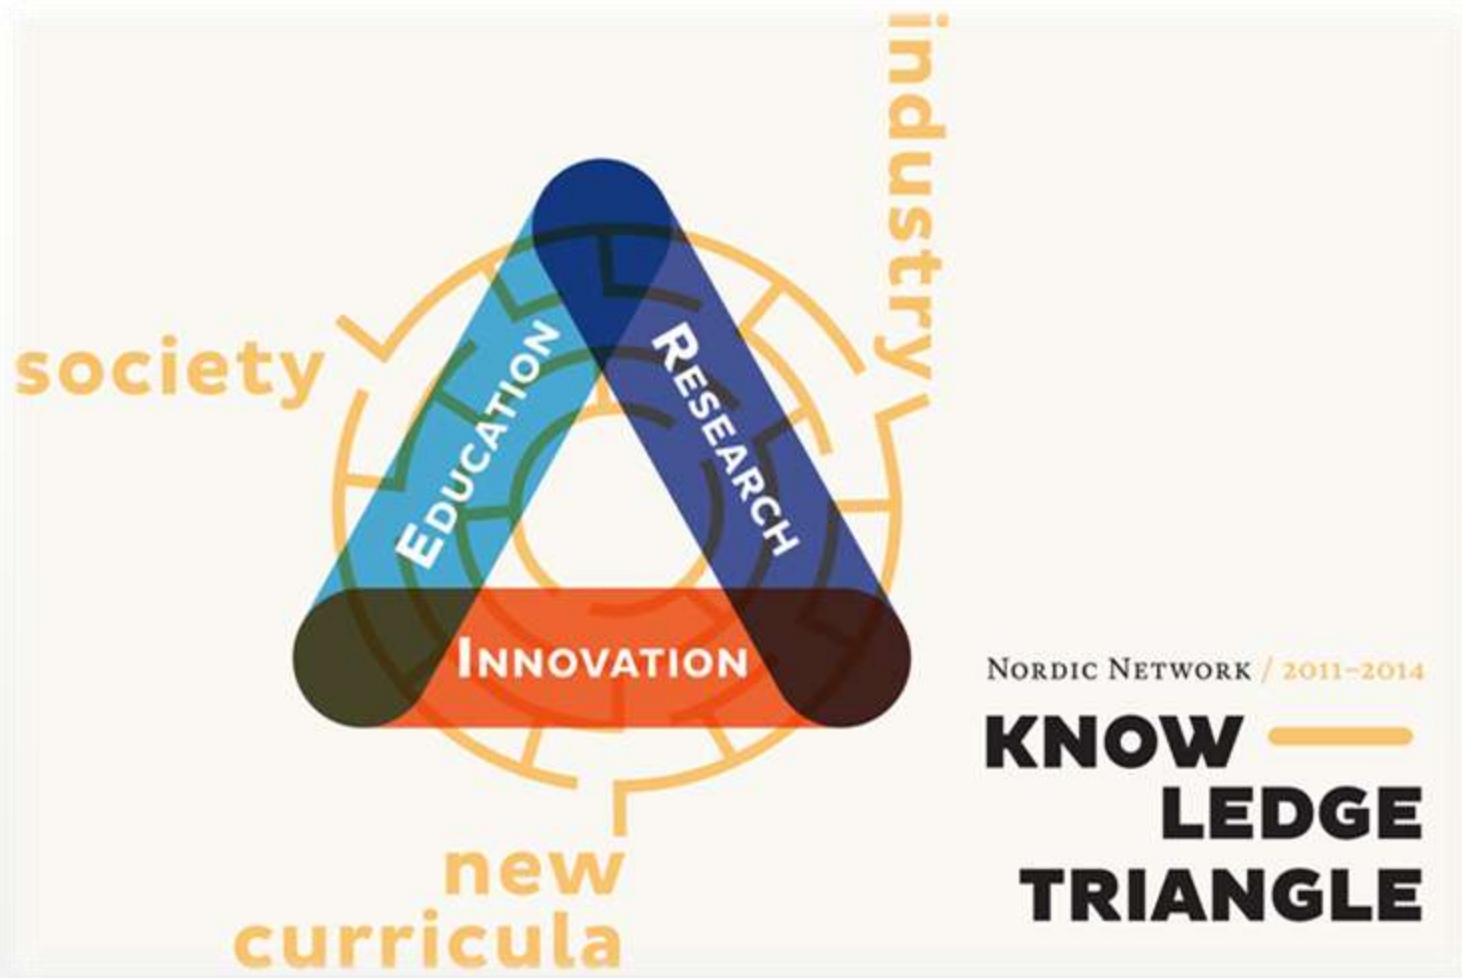 industry
society
EDUCATION
RESEARCH
INNOVATION
new
curricula
NORDIC NETWORK / 2011–2014
KNOW —
LEDGE
TRIANGLE